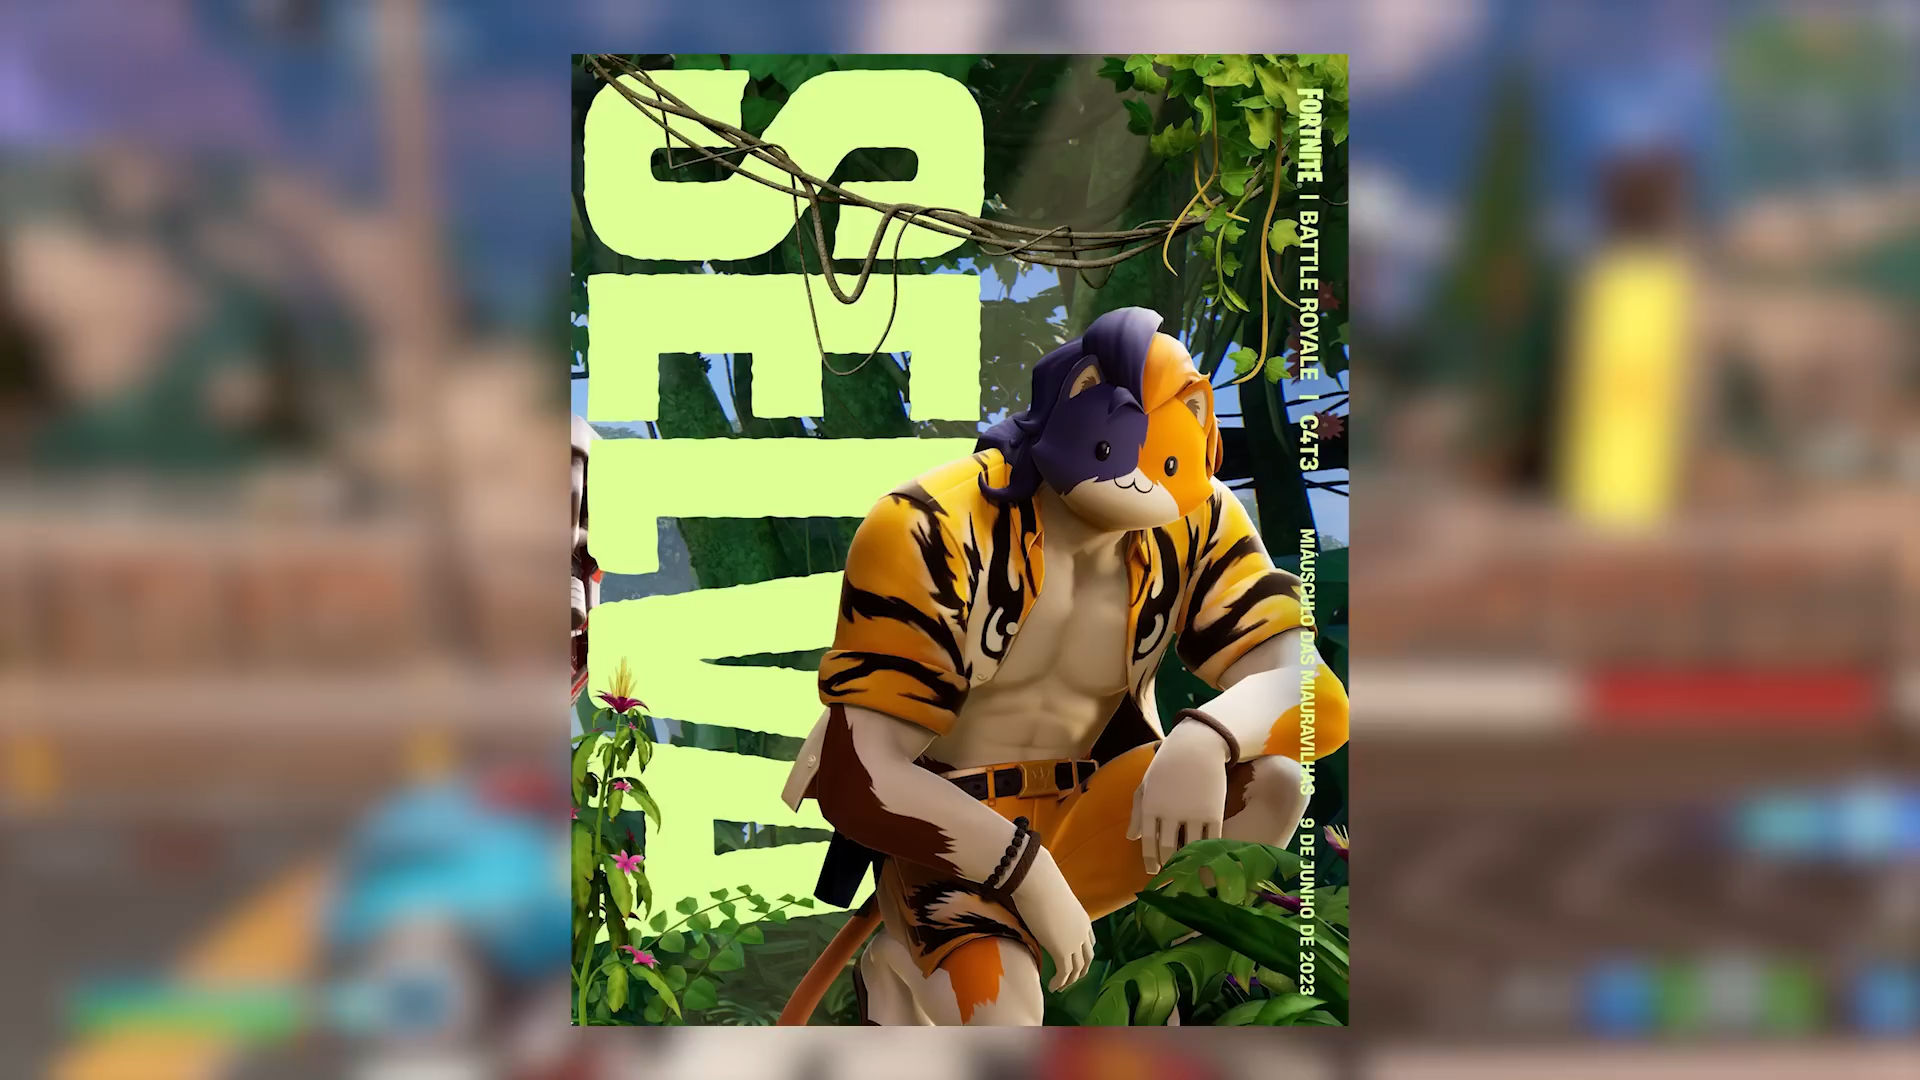 SELVA
FORTNITE | BATTLE ROYALE | C4T3 MIÁUSCULO DAS MIAURAVILHAS 9 DE JUNHO DE 2023